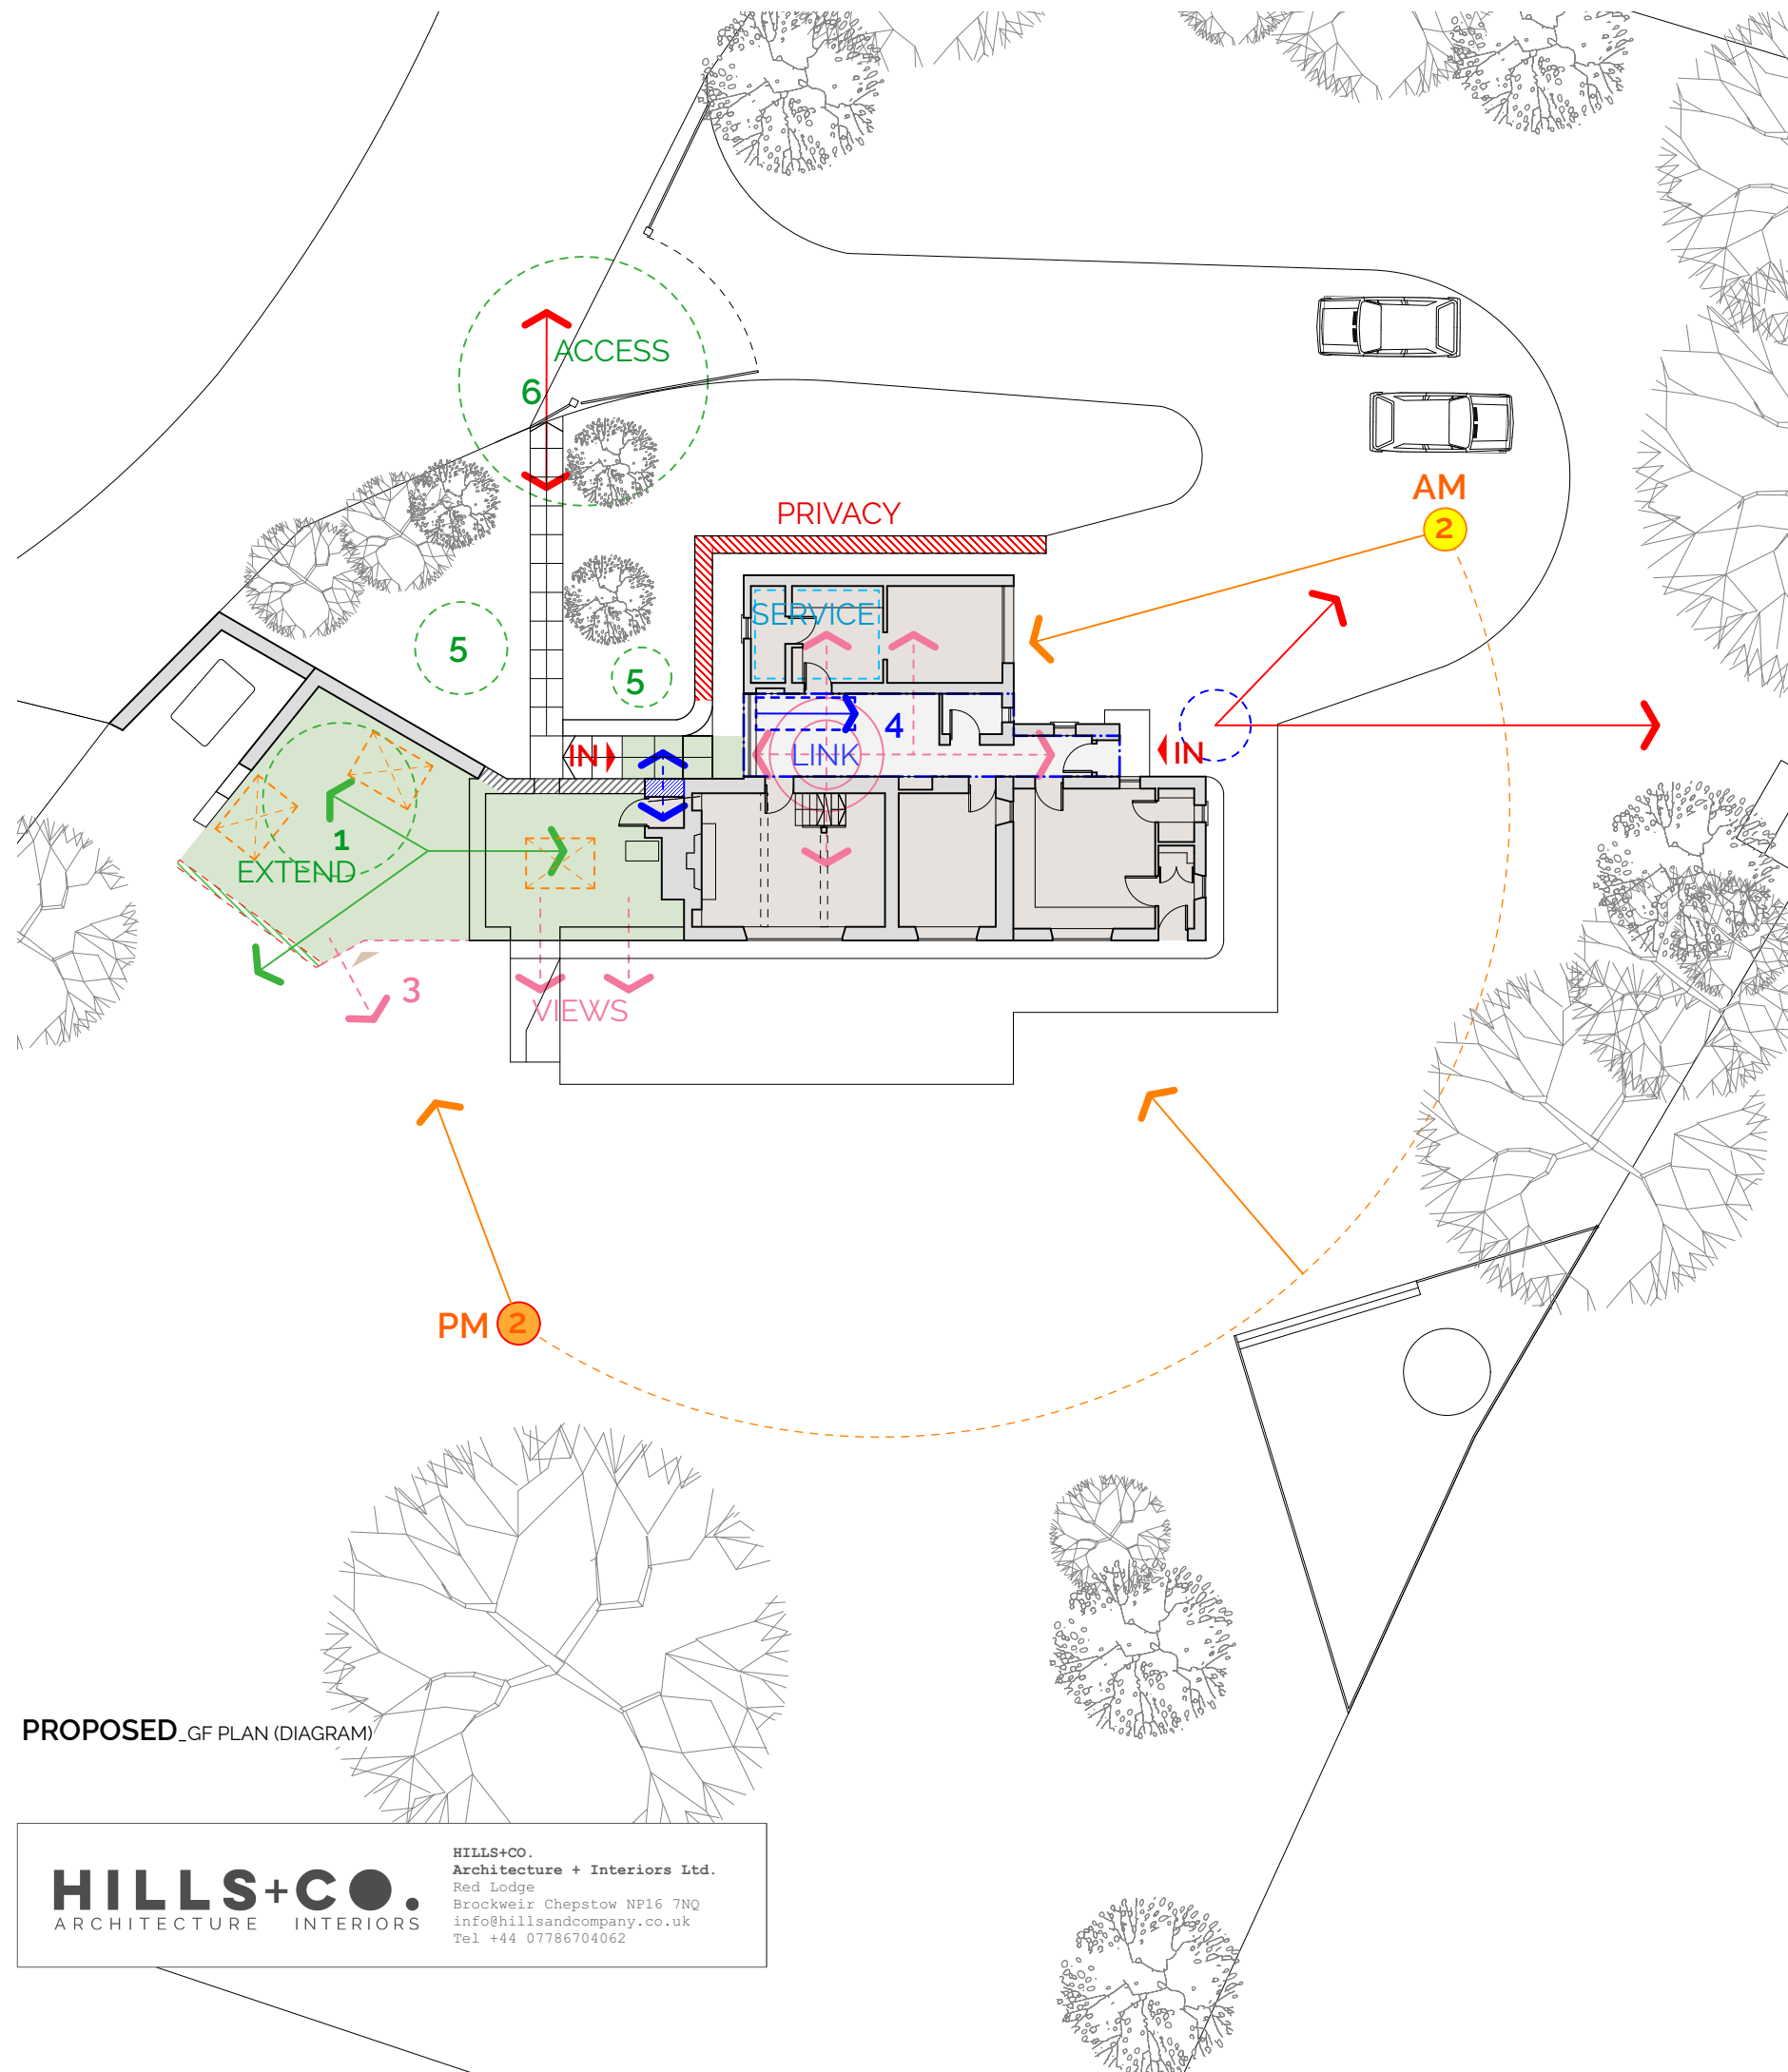 ACCESS
6
AM
2
PRIVACY
SERVICE
5
5
4
IN
LINK
IN
1
EXTEND
3
VIEWS
PM 2
PROPOSED_GF PLAN (DIAGRAM)
HILLS+CO.
ARCHITECTURE INTERIORS
HILLS+CO.
Architecture + Interiors Ltd.
Red Lodge
Brockweir Chepstow NP16 7NQ
info@hillsandcompany.co.uk
Tel +44 07786704062